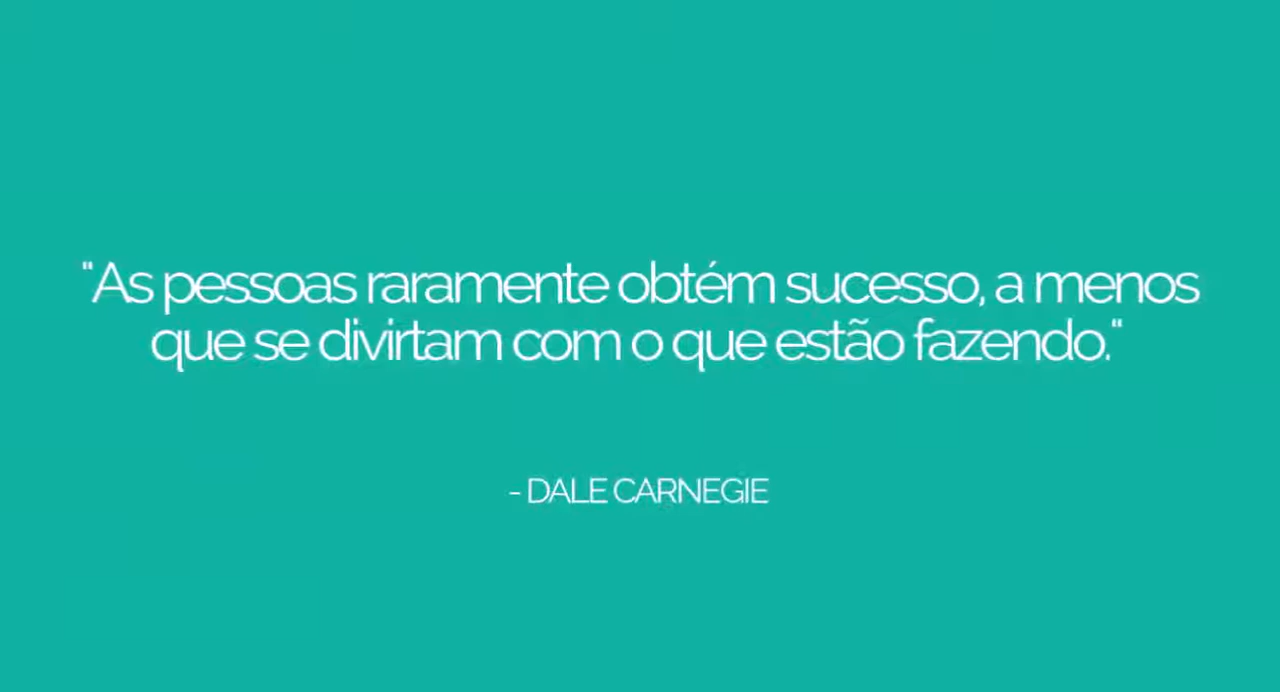 "As pessoas raramente obtém sucesso, a menos
que se divirtam com o que estão fazendo."
- DALE CARNEGIE